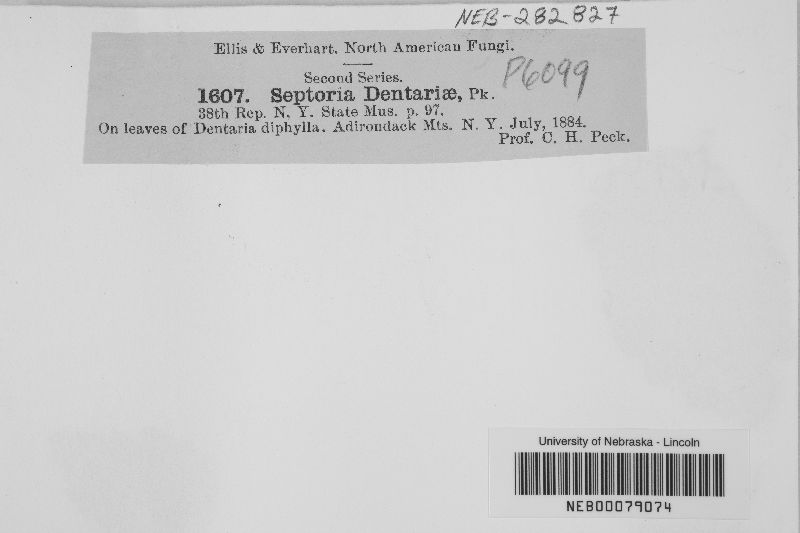 NEB-282827
Ellis & Everhart, North American Fungi.
Second Series.
P6099
1607. Septoria Dentariæ, Pk.
38th Rep. N. Y. State Mus. p. 97.
On leaves of Dentaria diphylla. Adirondack Mts. N. Y. July, 1884.
Prof. C. H. Peck.
University of Nebraska - Lincoln
NEB00079074